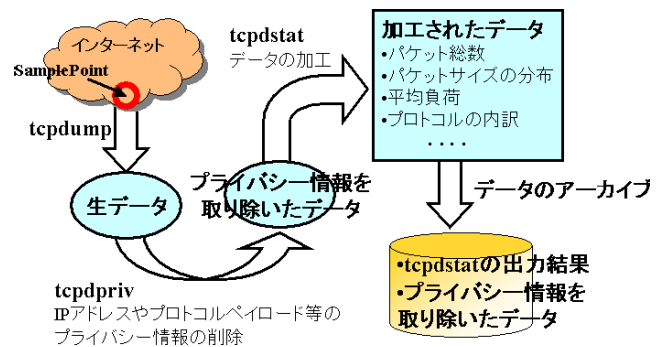 インターネット
SamplePoint
tcpdump
生データ
tcpdpriv
IPアドレスやプロトコルペイロード等の
プライバシー情報の削除
プライバシー情報を
取り除いたデータ
tcpdstat
データの加工
加工されたデータ
•パケット総数
•パケットサイズの分布
•平均負荷
•プロトコルの内訳
．．．．
データのアーカイブ
•tcpdstatの出力結果
•プライバシー情報を
取り除いたデータ